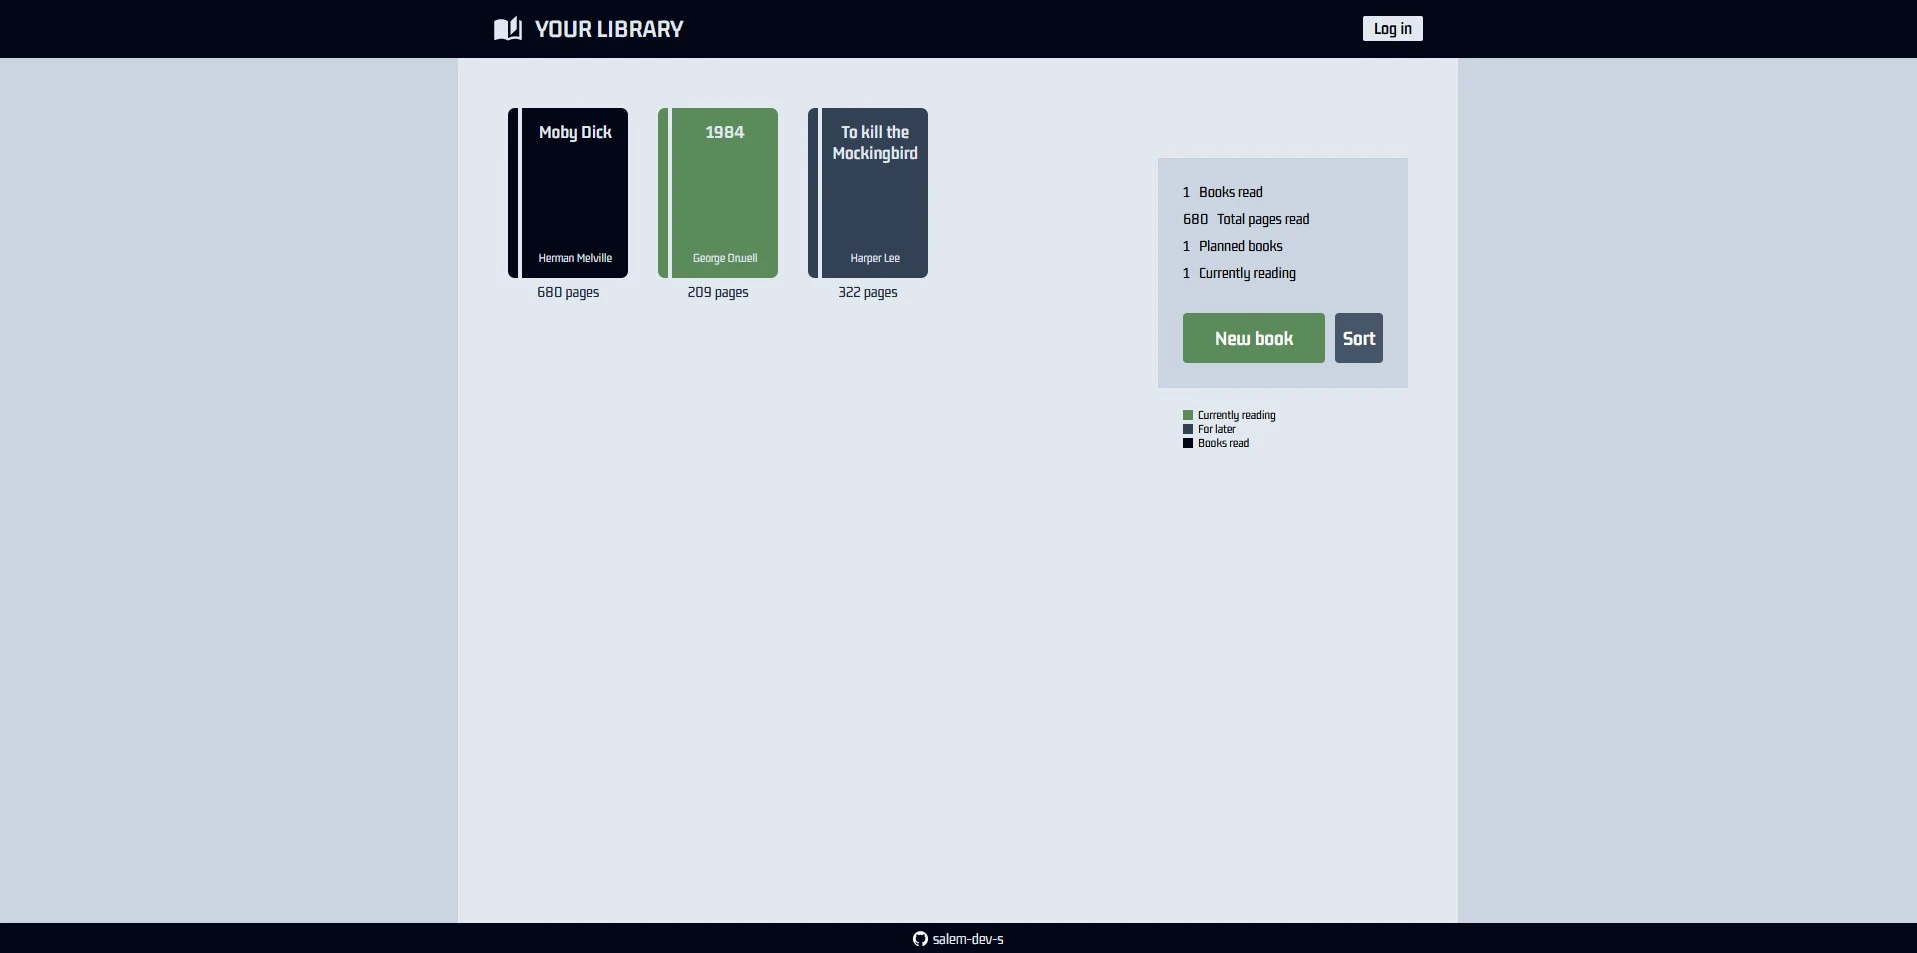 YOUR LIBRARY
Log in
Moby Dick
Herman Melville
680 pages
1984
George Orwell
209 pages
To kill the
Mockingbird
Harper Lee
322 pages
1 Books read
680 Total pages read
1 Planned books
1 Currently reading
New book
Sort
Currently reading
For later
Books read
salem-dev-s